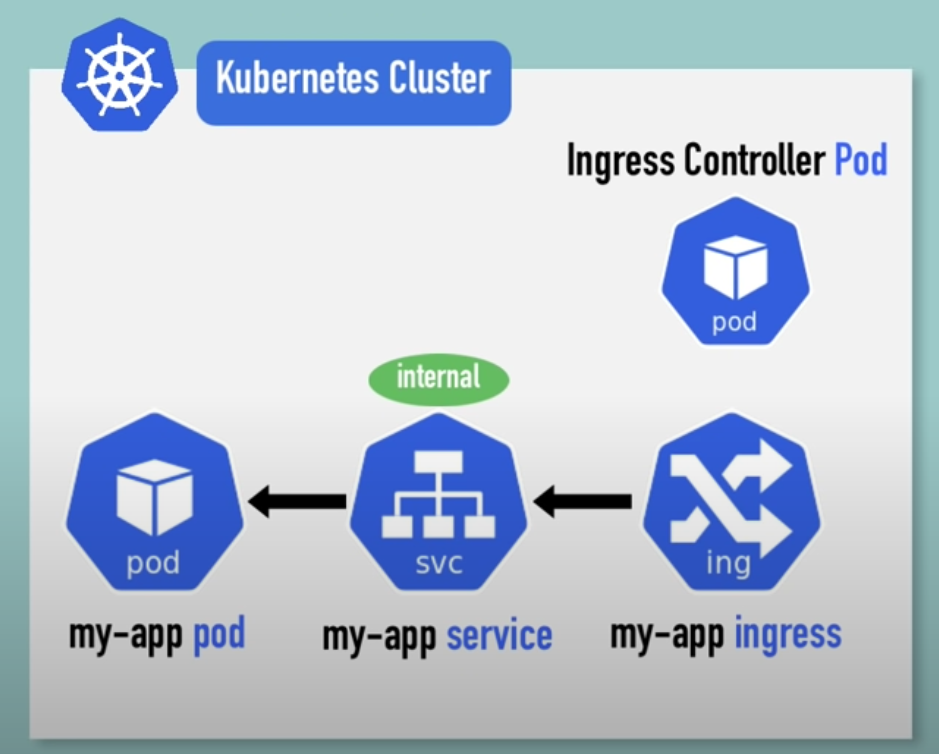 Kubernetes Cluster
Ingress Controller Pod
pod
internal
pod
svc
ing
my-app pod
my-app service
my-app ingress